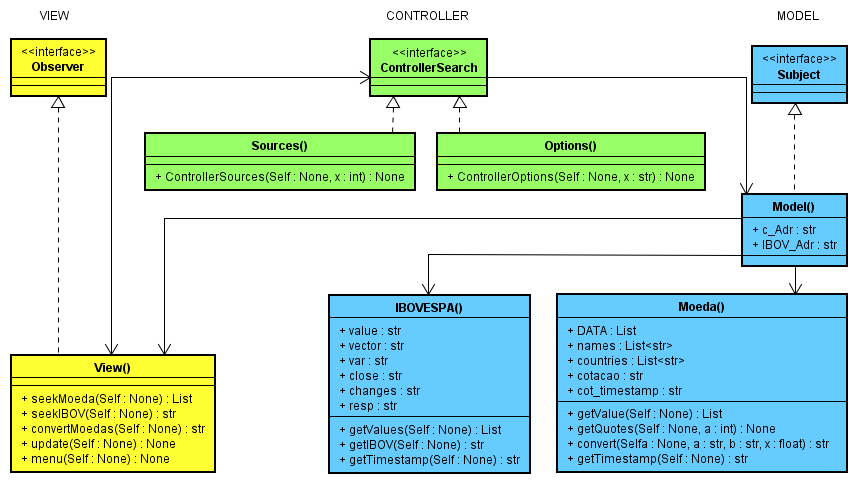 VIEW
CONTROLLER
MODEL
<<interface>>
Observer
<<interface>>
ControllerSearch
<<interface>>
Subject
Sources()
+ ControllerSources(Self : None, x : int) : None
Options()
+ ControllerOptions(Self : None, x : str) : None
Model()
+ c_Adr : str
+ IBOV_Adr : str
IBOVESPA()
+ value : str
+ vector : str
+ var : str
+ close : str
+ changes : str
+ resp : str
+ getValues(Self : None) : List
+ getIBOV(Self : None) : str
+ getTimestamp(Self : None) : str
Moeda()
+ DATA : List
+ names : List<str>
+ countries : List<str>
+ cotacao : str
+ cot_timestamp : str
+ getValue(Self : None) : List
+ getQuotes(Self : None, a : int) : None
+ convert(Selfa : None, a : str, b : str, x : float) : str
+ getTimestamp(Self : None) : str
View()
+ seekMoeda(Self : None) : List
+ seekIBOV(Self : None) : str
+ convertMoedas(Self : None) : str
+ update(Self : None) : None
+ menu(Self : None) : None